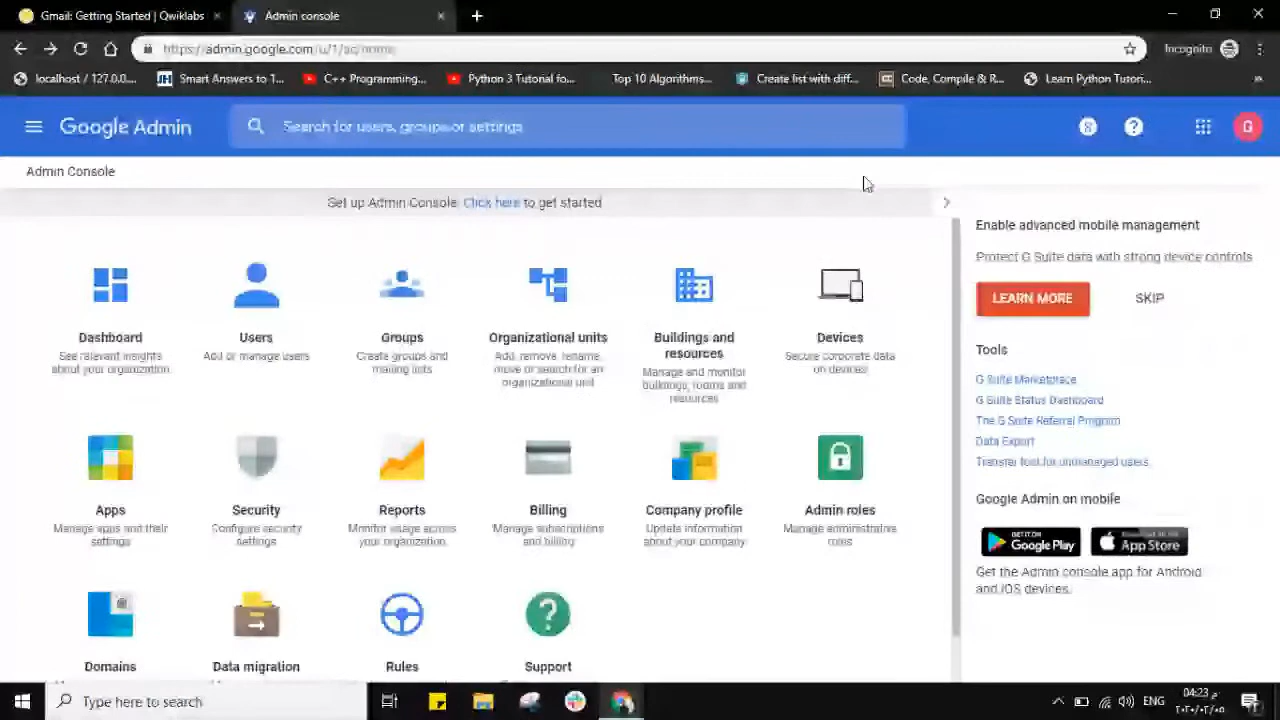 Gmail: Getting Started | Qwiklabs
Admin console
https://admin.google.com/u/1/ac/home
Incognito
localhost / 127.0.0....
Smart Answers to 1...
C++ Programming...
Python 3 Tutorial fo...
Top 10 Algorithms...
Create list with diff...
Code, Compile & R...
Learn Python Tutori...
Google Admin
Search for users, groups or settings
G
Admin Console
Set up Admin Console: Click here to get started
Enable advanced mobile management
Protect G Suite data with strong device controls
LEARN MORE
SKIP
Dashboard
See relevant insights
about your organization
Users
Add or manage users
Groups
Create groups and
mailing lists
Organizational units
Add, remove, rename,
move or search for an
organizational unit
Buildings and
resources
Manage and monitor
buildings, rooms and
resources
Devices
Secure corporate data
on devices
Tools
G Suite Marketplace
G Suite Status Dashboard
The G Suite Referral Program
Data Export
Transfer tool for unmanaged users
Apps
Manage apps and their
settings
Security
Configure security
settings
Reports
Monitor usage across
your organization
Billing
Manage subscriptions
and billing
Company profile
Update information
about your company
Admin roles
Manage administrative
roles
Google Admin on mobile
GET IT ON
Google Play
App Store
Get the Admin console app for Android
and iOS devices.
Domains
Data migration
Rules
Support
Type here to search
ENG
04:23 م